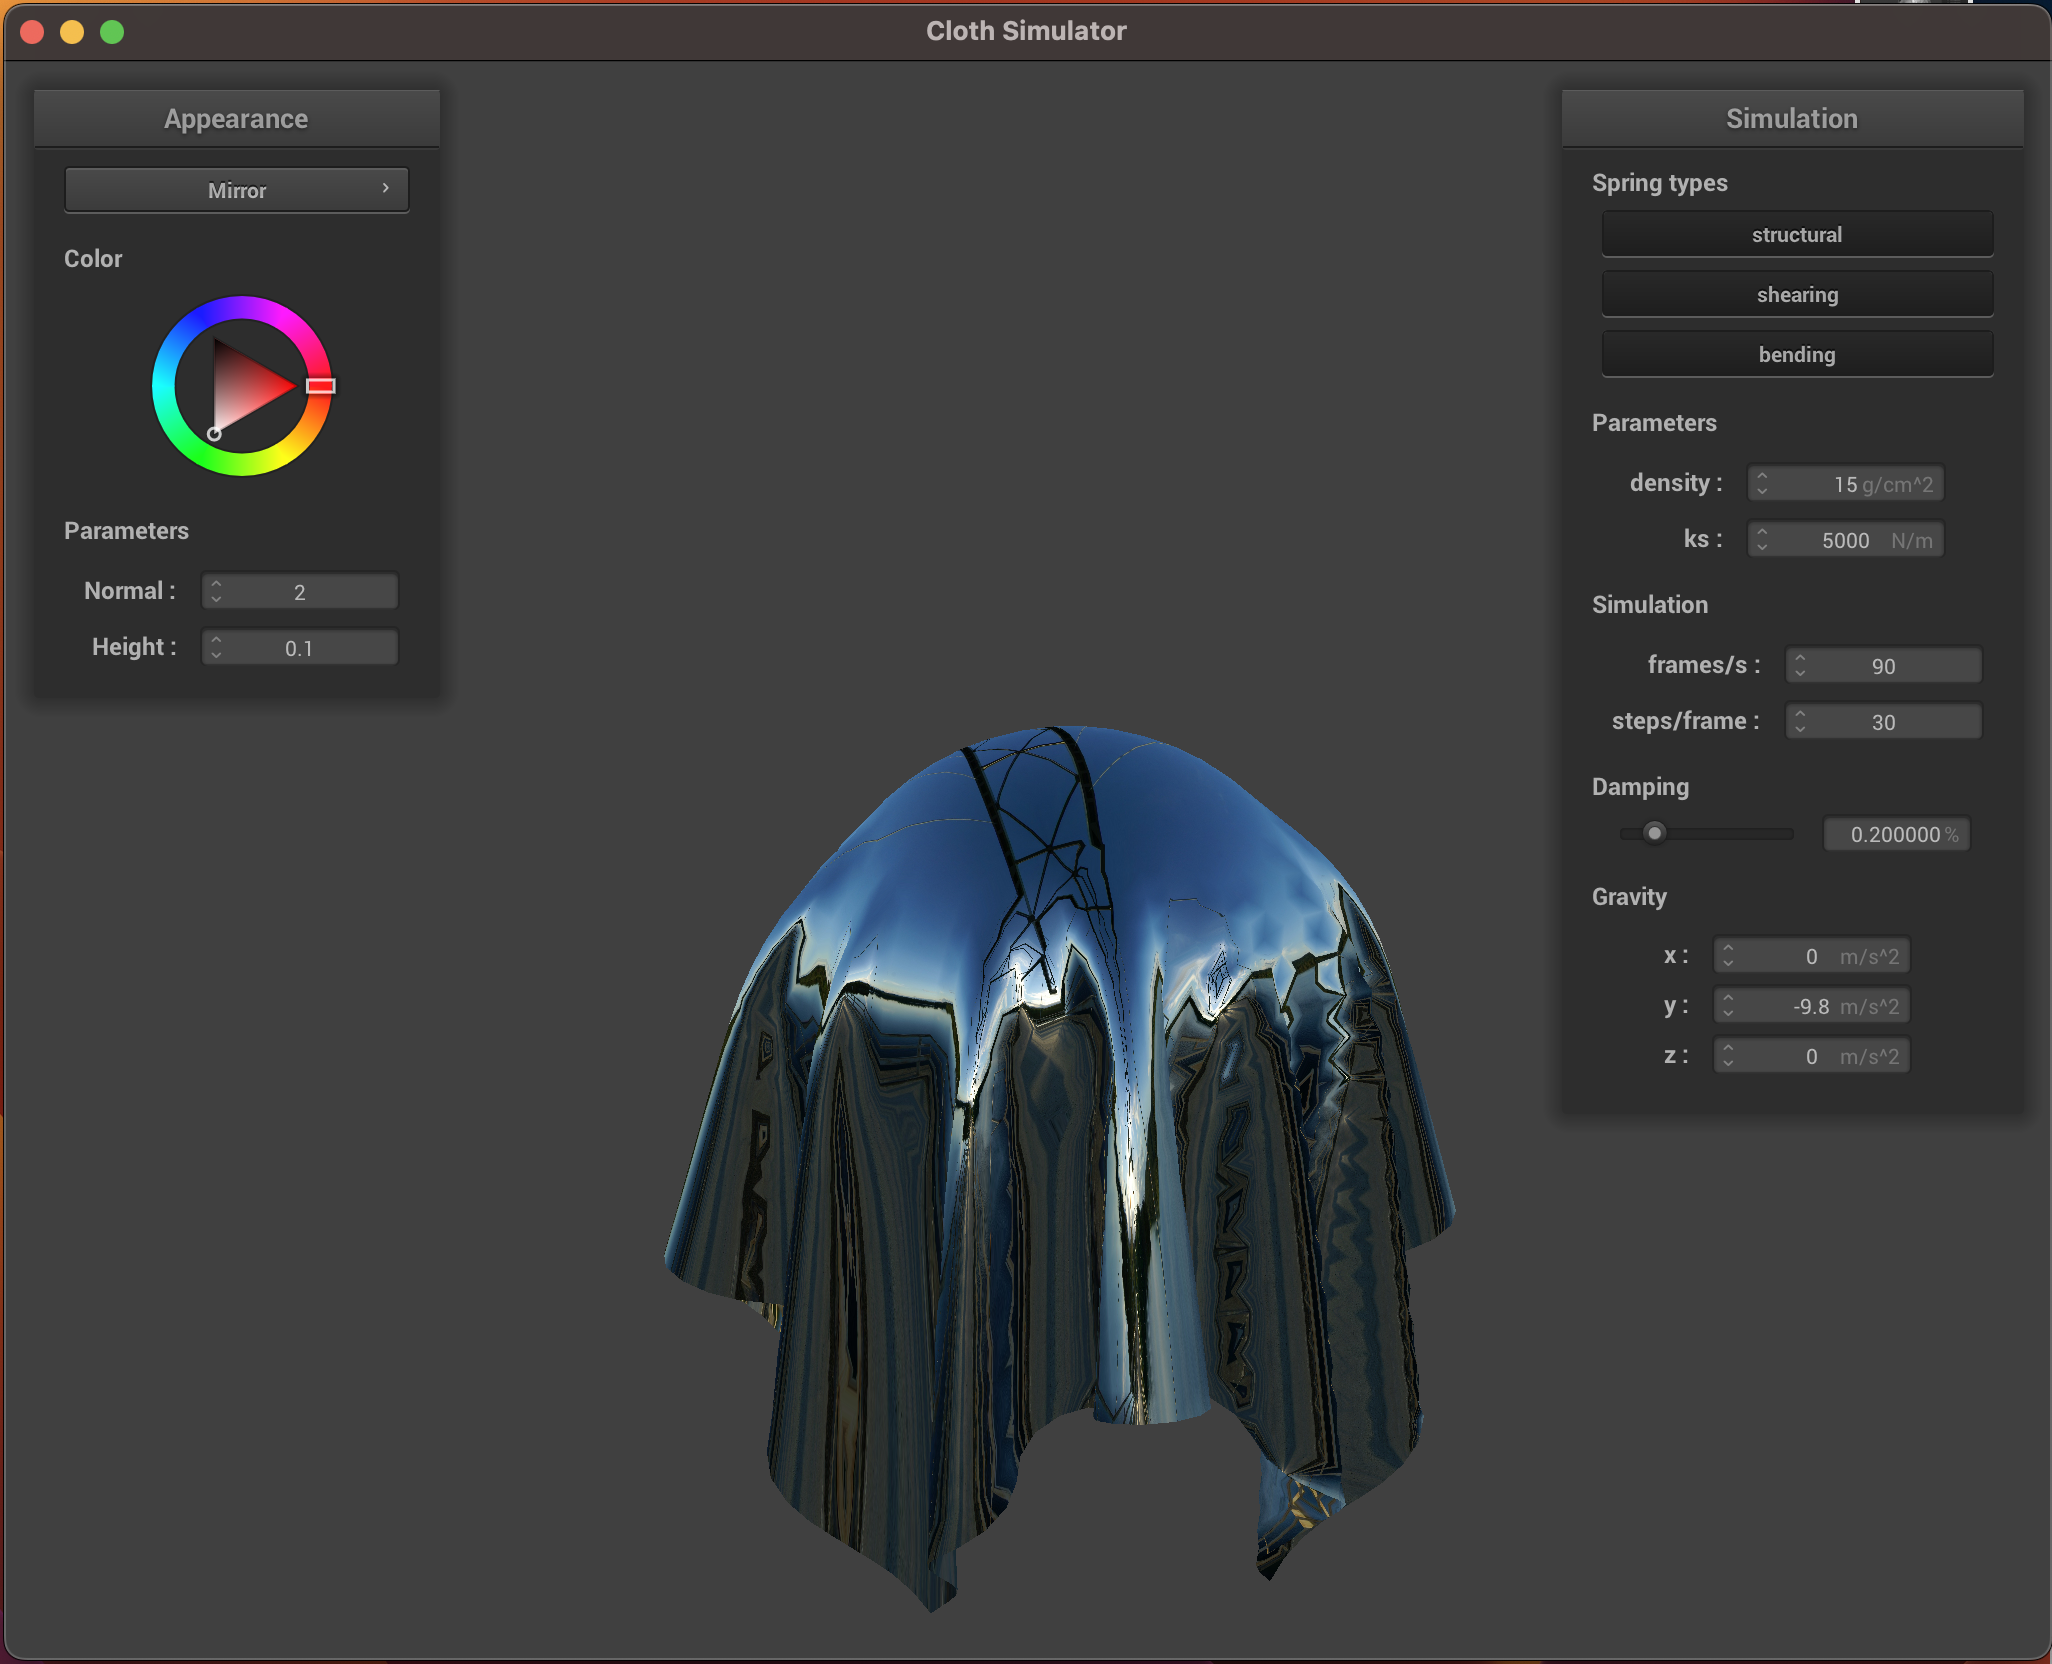 Cloth Simulator
Appearance
Mirror
Color
Parameters
Normal : 2
Height : 0.1
Simulation
Spring types
structural
shearing
bending
Parameters
density : 15 g/cm^2
ks : 5000 N/m
Simulation
frames/s : 90
steps/frame : 30
Damping
0.200000 %
Gravity
x : 0 m/s^2
y : -9.8 m/s^2
z : 0 m/s^2